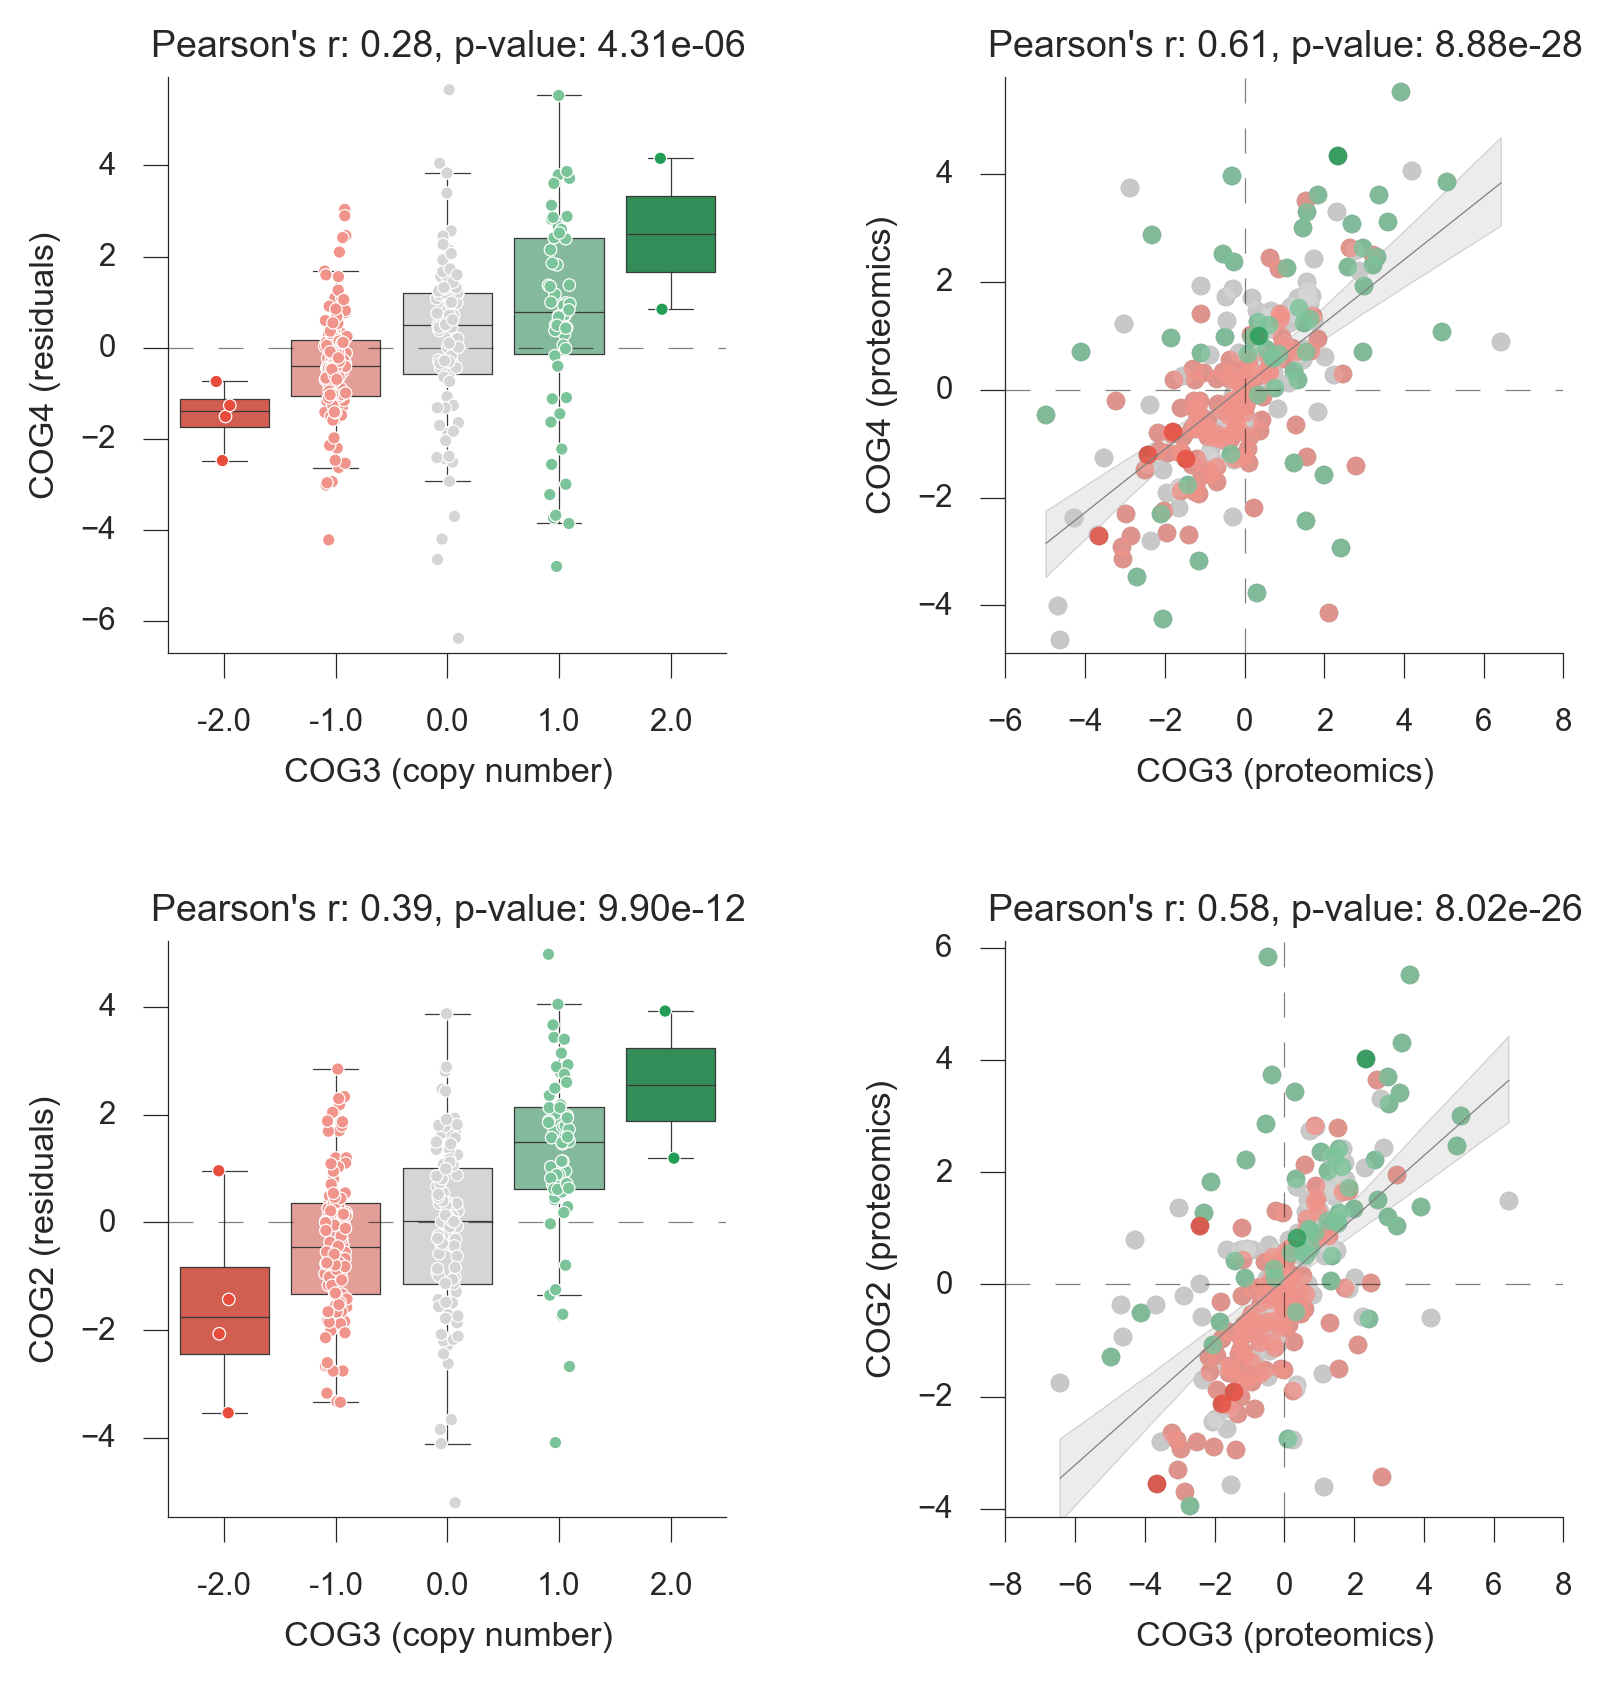 Pearson's r: 0.28, p-value: 4.31e-06
COG4 (residuals)
4
2
0
−2
−4
−6
-2.0 -1.0 0.0 1.0 2.0
COG3 (copy number)
Pearson's r: 0.61, p-value: 8.88e-28
COG4 (proteomics)
4
2
0
−2
−4
−6 −4 −2 0 2 4 6 8
COG3 (proteomics)
Pearson's r: 0.39, p-value: 9.90e-12
COG2 (residuals)
4
2
0
−2
−4
-2.0 -1.0 0.0 1.0 2.0
COG3 (copy number)
Pearson's r: 0.58, p-value: 8.02e-26
COG2 (proteomics)
6
4
2
0
−2
−4
−8 −6 −4 −2 0 2 4 6 8
COG3 (proteomics)